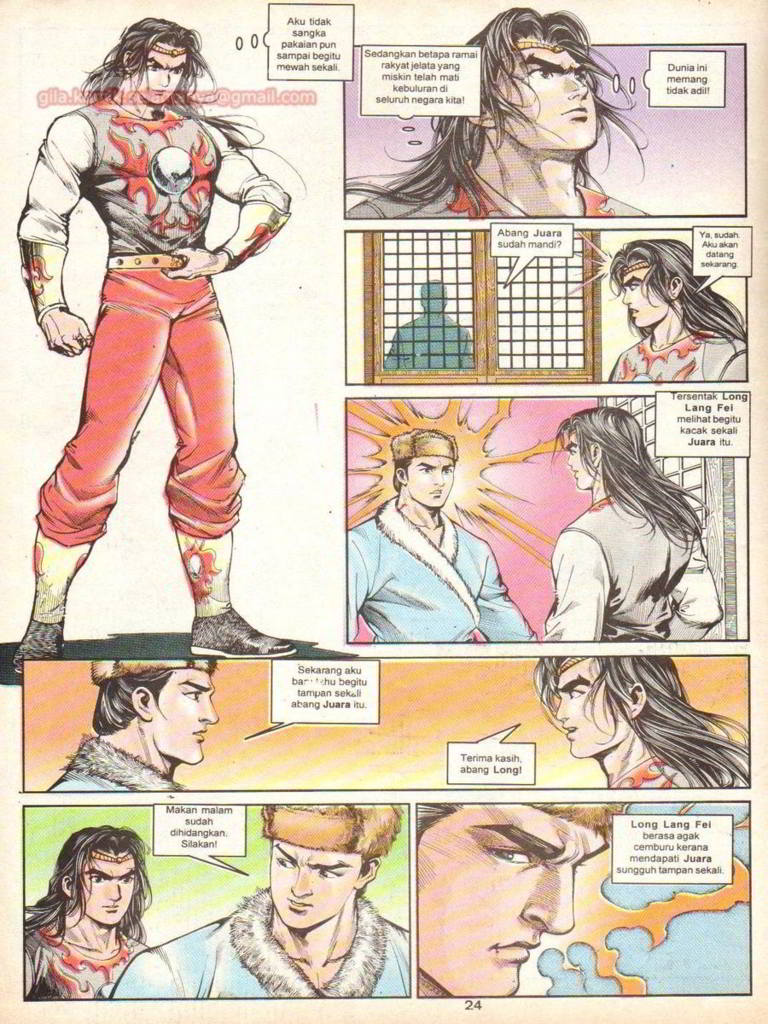 Aku tidak
sangka
pakaian pun
sampai begitu
mewah sekali.
Sedangkan betapa ramai
rakyat jelata yang
miskin telah mati
kebuluran di
seluruh negara kita!
Dunia ini
memang
tidak adil!
Abang Juara
sudah mandi?
Ya, sudah.
Aku akan
datang
sekarang.
Tersentak Long
Lang Fei
melihat begitu
kacak sekali
Juara itu.
Sekarang aku
begitu
tampan sekali
abang Juara itu.
Terima kasih,
abang Long!
Makan malam
sudah
dihidangkan.
Silakan!
Long Lang Fei
berasa agak
cemburu kerana
mendapati Juara
sungguh tampan sekali.
24